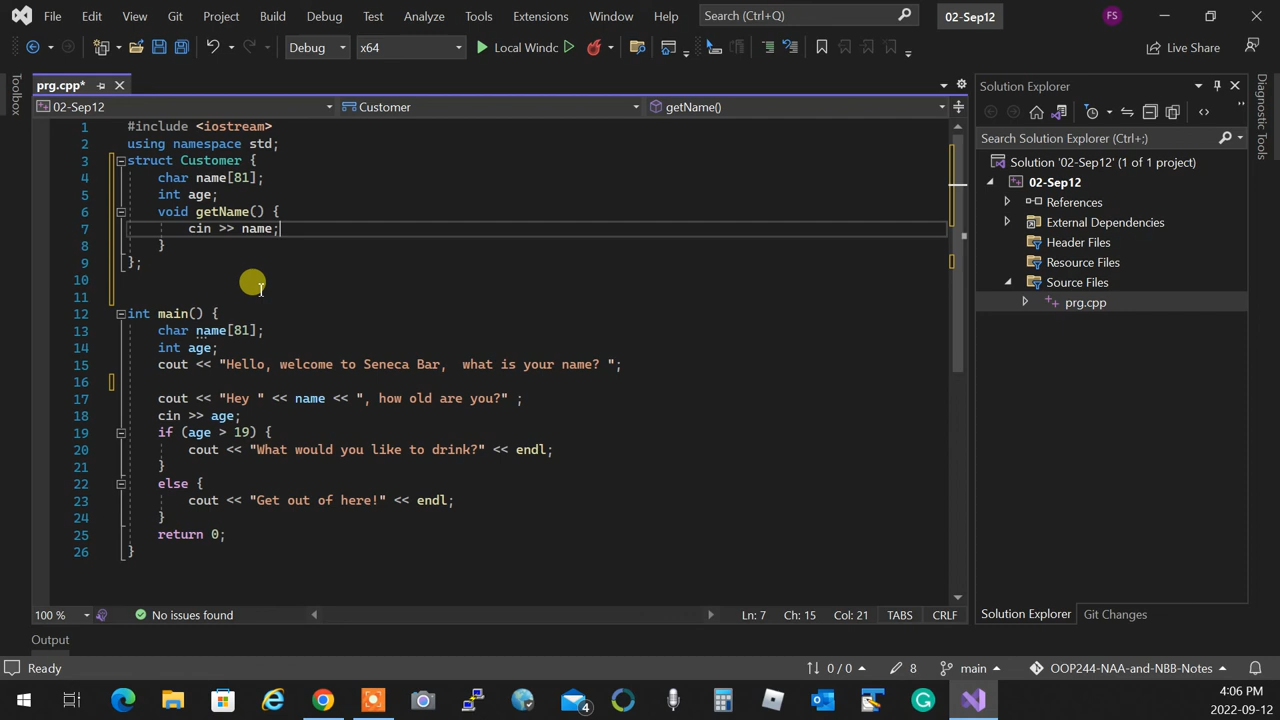 File Edit View Git Project Build Debug Test Analyze Tools Extensions Window Help Search (Ctrl+Q) 02-Sep12 FS
Debug x64 Local Windc Live Share
prg.cpp*
02-Sep12 Customer getName()
1 #include <iostream>
2 using namespace std;
3 struct Customer {
4 char name[81];
5 int age;
6 void getName() {
7 cin >> name;
8 }
9 };
10
11
12 int main() {
13 char name[81];
14 int age;
15 cout << "Hello, welcome to Seneca Bar,  what is your name? ";
16
17 cout << "Hey " << name << ", how old are you?" ;
18 cin >> age;
19 if (age > 19) {
20 cout << "What would you like to drink?" << endl;
21 }
22 else {
23 cout << "Get out of here!" << endl;
24 }
25 return 0;
26 }
100 % No issues found Ln: 7 Ch: 15 Col: 21 TABS CRLF
Output
Ready 0 / 0 8 main OOP244-NAA-and-NBB-Notes
Toolbox
Solution Explorer
Search Solution Explorer (Ctrl+;)
Solution '02-Sep12' (1 of 1 project)
02-Sep12
References
External Dependencies
Header Files
Resource Files
Source Files
prg.cpp
Solution Explorer Git Changes
Diagnostic Tools
4
4:06 PM
2022-09-12